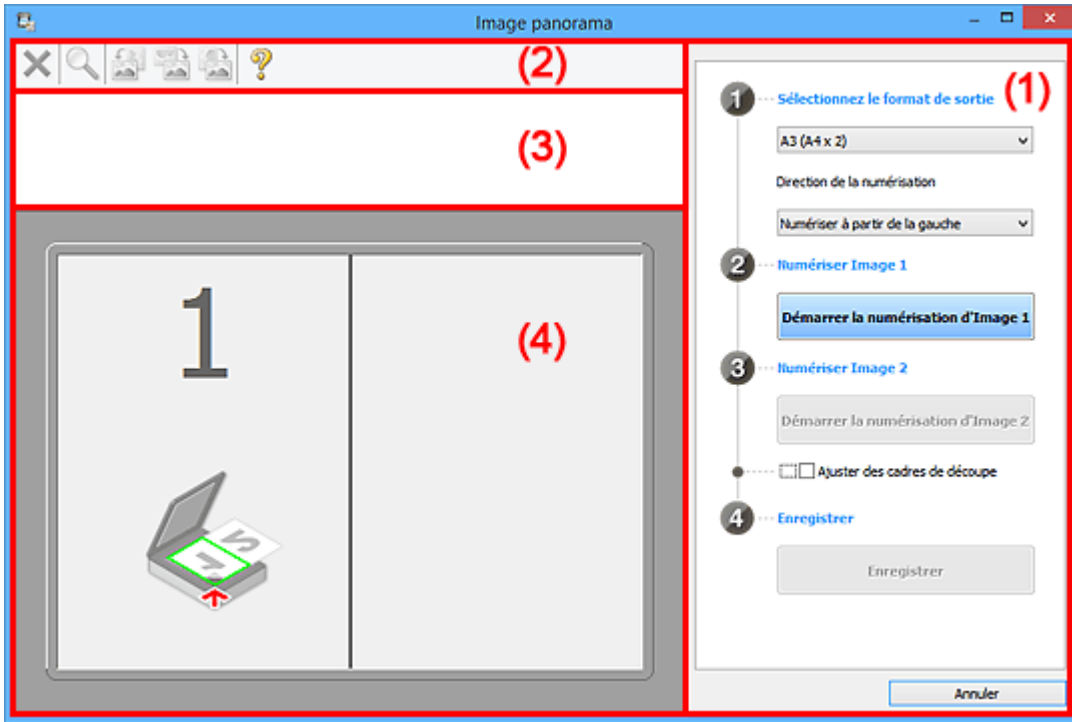 Image panorama
(2)
(3)
1
(4)
(1)
1 Sélectionnez le format de sortie
A3 (A4 x 2)
Direction de la numérisation
Numériser à partir de la gauche
2 Numériser Image 1
Démarrer la numérisation d'Image 1
3 Numériser Image 2
Démarrer la numérisation d'Image 2
Ajuster des cadres de découpe
4 Enregistrer
Enregistrer
Annuler